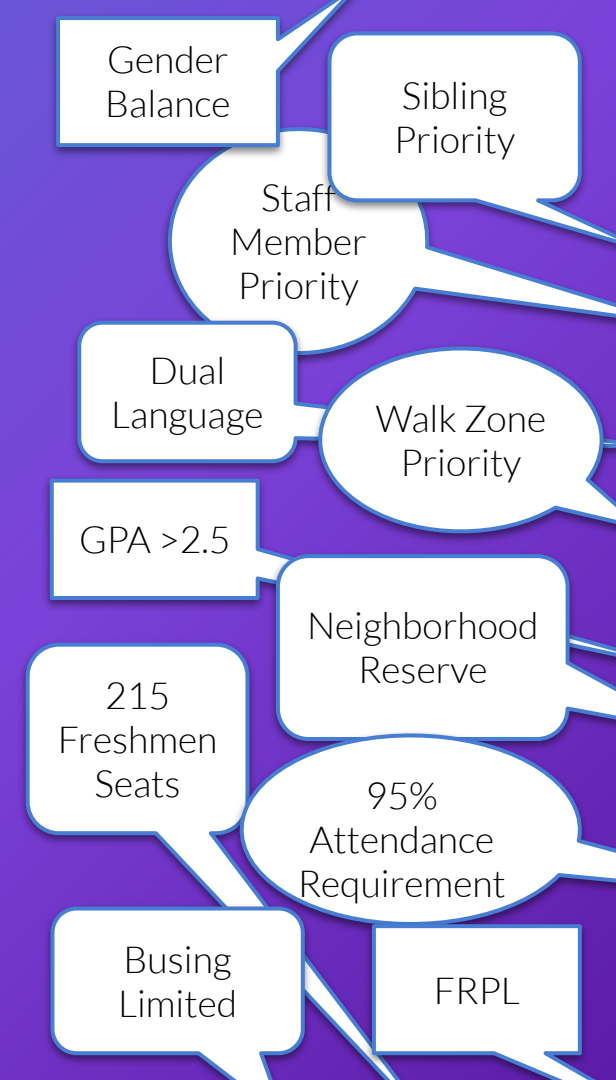 Gender
Balance
Sibling
Priority
Staff
Member
Priority
Dual
Language
Walk Zone
Priority
GPA >2.5
Neighborhood
Reserve
215
Freshmen
Seats
95%
Attendance
Requirement
Busing
Limited
FRPL